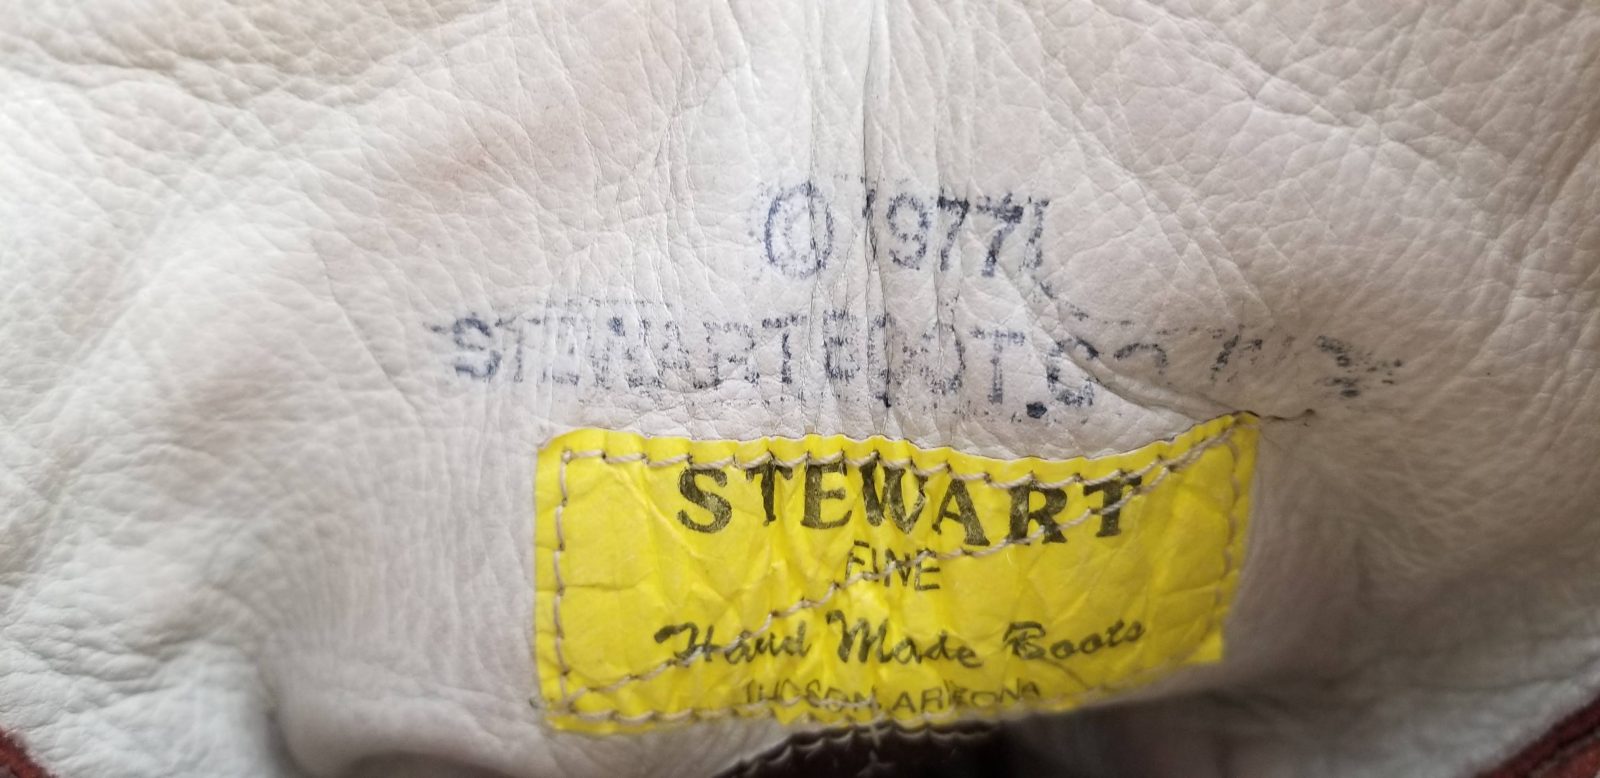 © 1977
STEWART BOOT. CO.
STEWART
FINE
Hand Made Boots
TUCSON, ARIZONA